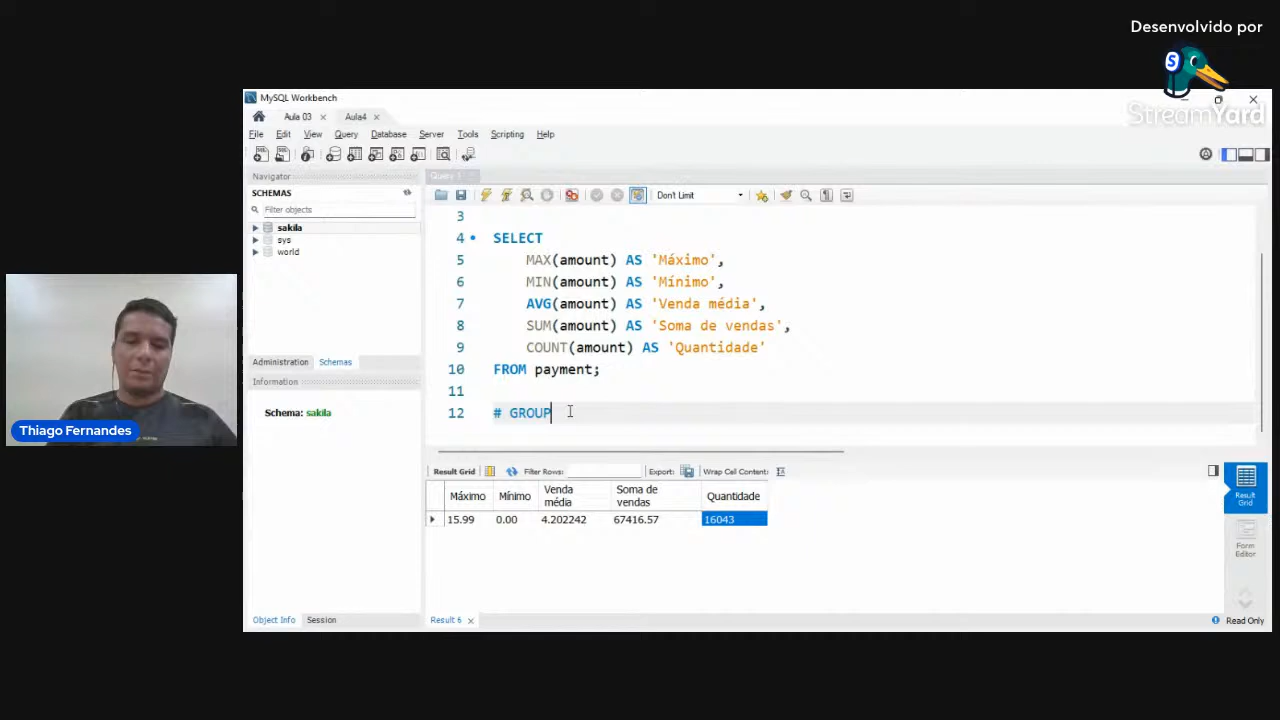 Desenvolvido por
StreamYard
MySQL Workbench
Aula 03
Aula4
File Edit View Query Database Server Tools Scripting Help
Navigator
Query 1
SCHEMAS
Don't Limit
Filter objects
sakila
sys
world
3
4 SELECT
5 MAX(amount) AS 'Máximo',
6 MIN(amount) AS 'Mínimo',
7 AVG(amount) AS 'Venda média',
8 SUM(amount) AS 'Soma de vendas',
9 COUNT(amount) AS 'Quantidade'
10 FROM payment;
11
12 # GROUP
Administration Schemas
Information
Schema: sakila
Thiago Fernandes
Result Grid Filter Rows: Export: Wrap Cell Content:
Máximo Mínimo Venda média Soma de vendas Quantidade
15.99 0.00 4.202242 67416.57 16043
Result Grid
Form Editor
Object Info Session
Result 6
Read Only